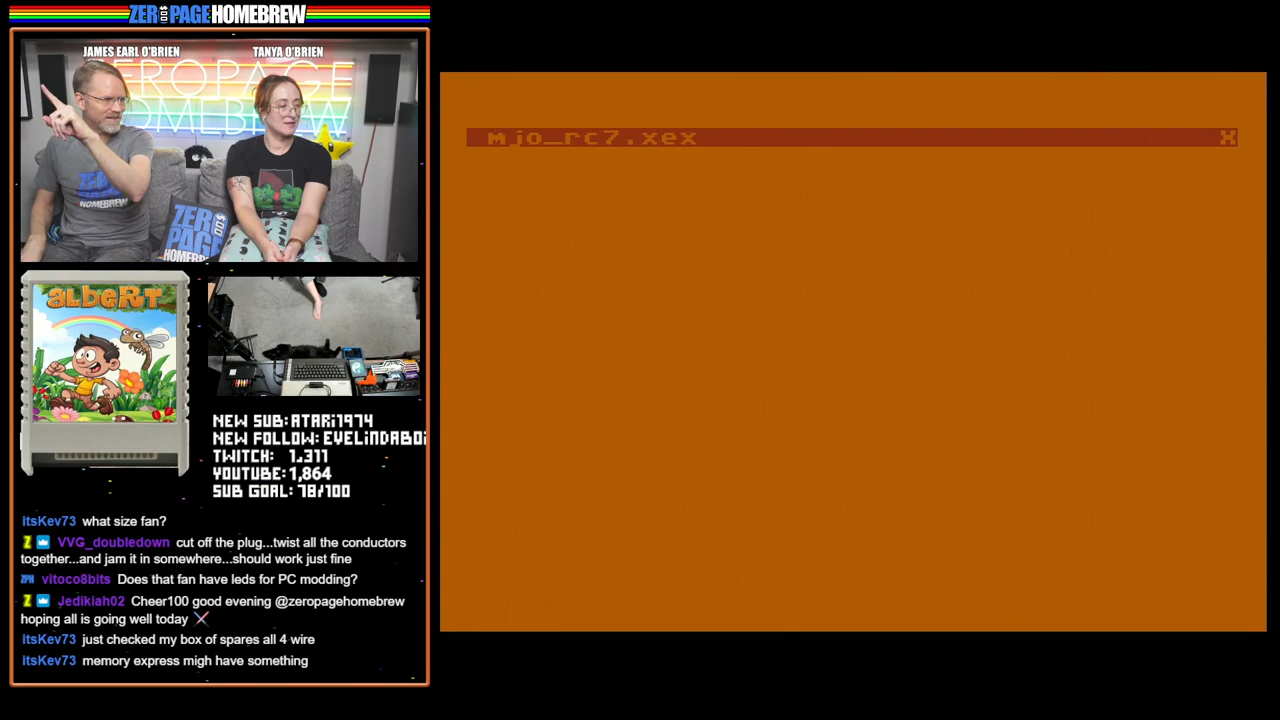 ZEROPAGE HOMEBREW
JAMES EARL O'BRIEN
TANYA O'BRIEN
ZEROPAGE
HOMEBREW
ZERO
PAGE
HOMEBREW
ZERO
PAGE
HOMEBREW
mjo_rc7.xex X
albert
NEW SUB: ATARI1974
NEW FOLLOW: EVELINDABOI
TWITCH: 1,311
YOUTUBE: 1,864
SUB GOAL: 78/100
itsKev73 what size fan?
VVG_doubledown cut off the plug...twist all the conductors
together...and jam it in somewhere...should work just fine
vitoco8bits Does that fan have leds for PC modding?
Jedikiah02 Cheer100 good evening @zeropagehomebrew
hoping all is going well today
itsKev73 just checked my box of spares all 4 wire
itsKev73 memory express migh have something